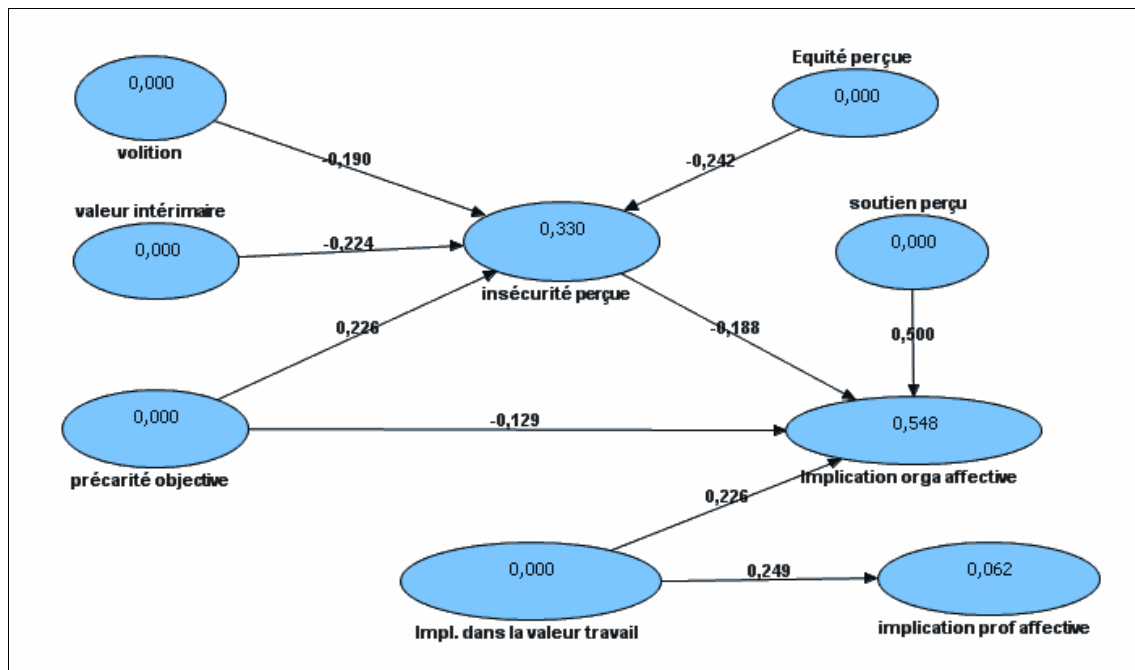 Equité perçue
0,000
0,000
volition
-0,190
-0,242
valeur intérimaire
soutien perçu
0,000
-0,224
0,330
0,000
insécurité perçue
0,226
-0,188
0,500
0,000
-0,129
0,548
précarité objective
Implication orga affective
0,226
0,000
0,249
0,062
Impl. dans la valeur travail
implication prof affective